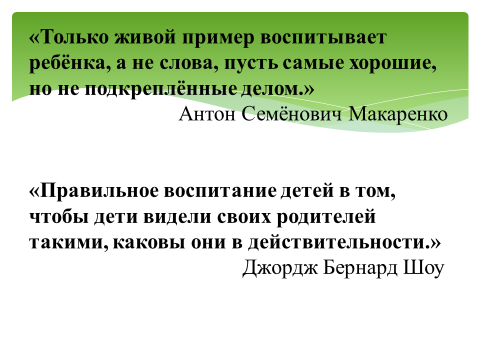 «Только живой пример воспитывает
ребёнка, а не слова, пусть самые хорошие,
но не подкреплённые делом.»
Антон Семёнович Макаренко
«Правильное воспитание детей в том,
чтобы дети видели своих родителей
такими, каковы они в действительности.»
Джордж Бернард Шоу